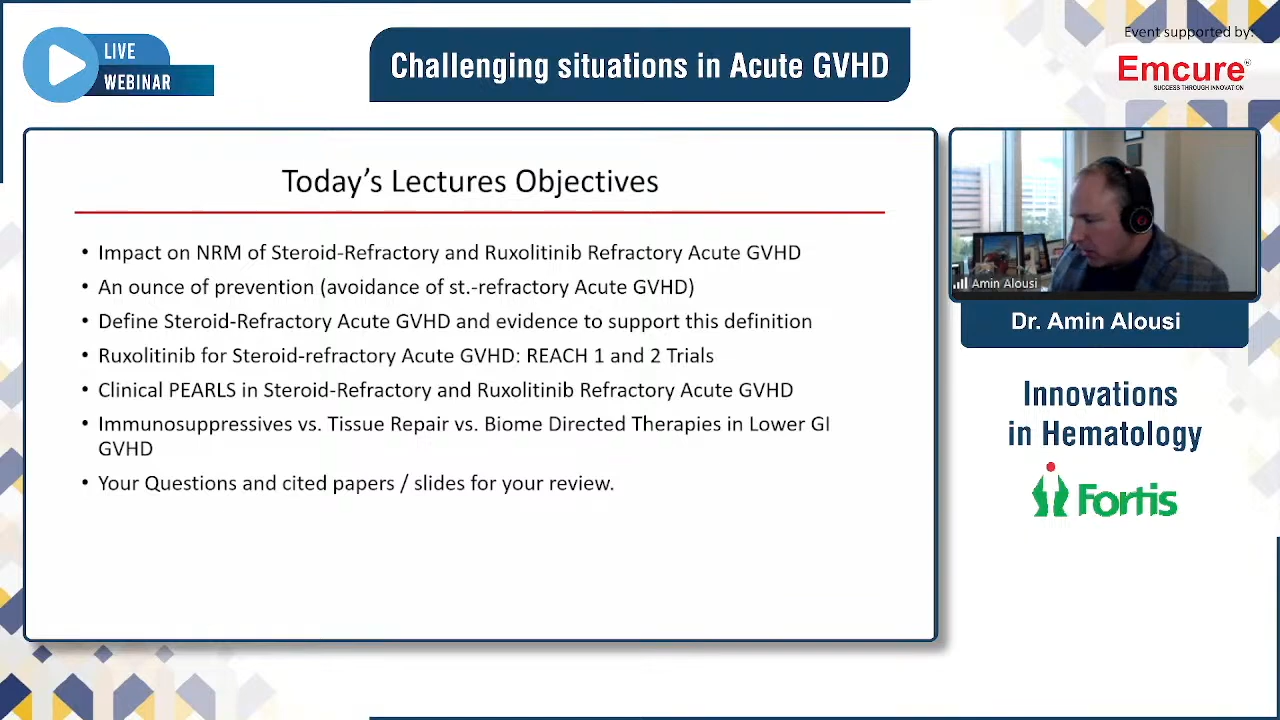 LIVE
WEBINAR
Challenging situations in Acute GVHD
Event supported by:
Emcure®
SUCCESS THROUGH INNOVATION
Today's Lectures Objectives
• Impact on NRM of Steroid-Refractory and Ruxolitinib Refractory Acute GVHD
• An ounce of prevention (avoidance of st.-refractory Acute GVHD)
• Define Steroid-Refractory Acute GVHD and evidence to support this definition
• Ruxolitinib for Steroid-refractory Acute GVHD: REACH 1 and 2 Trials
• Clinical PEARLS in Steroid-Refractory and Ruxolitinib Refractory Acute GVHD
• Immunosuppressives vs. Tissue Repair vs. Biome Directed Therapies in Lower GI
GVHD
• Your Questions and cited papers / slides for your review.
Amin Alousi
Dr. Amin Alousi
Innovations
in Hematology
Fortis